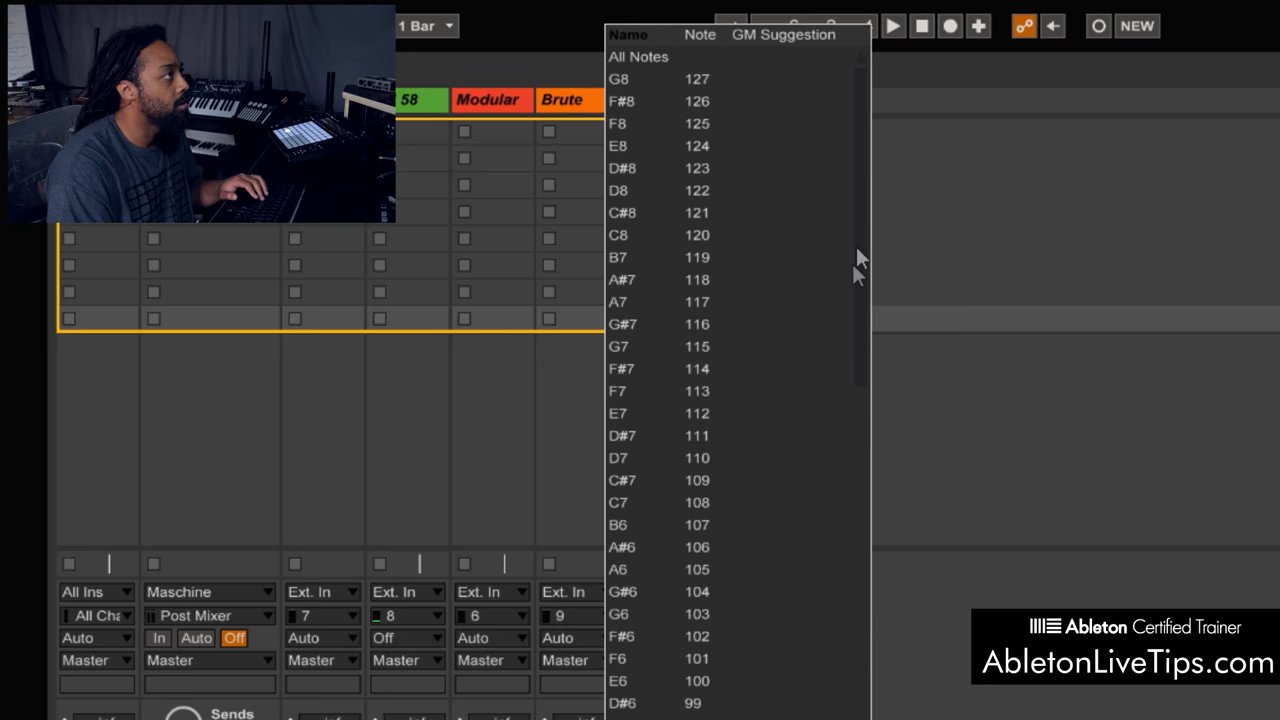 1 Bar
NEW
Name Note GM Suggestion
All Notes
58 Modular Brute
G8 127
F#8 126
F8 125
E8 124
D#8 123
D8 122
C#8 121
C8 120
B7 119
A#7 118
A7 117
G#7 116
G7 115
F#7 114
F7 113
E7 112
D#7 111
D7 110
C#7 109
C7 108
B6 107
A#6 106
A6 105
G#6 104
G6 103
F#6 102
F6 101
E6 100
D#6 99
All Ins Maschine Ext. In Ext. In Ext. In Ext. In
All Cha Post Mixer 7 8 6 9
Auto In Auto Off Auto Off Auto Auto
Master Master Master Master Master Master
Sends
Ableton Certified Trainer
AbletonLiveTips.com